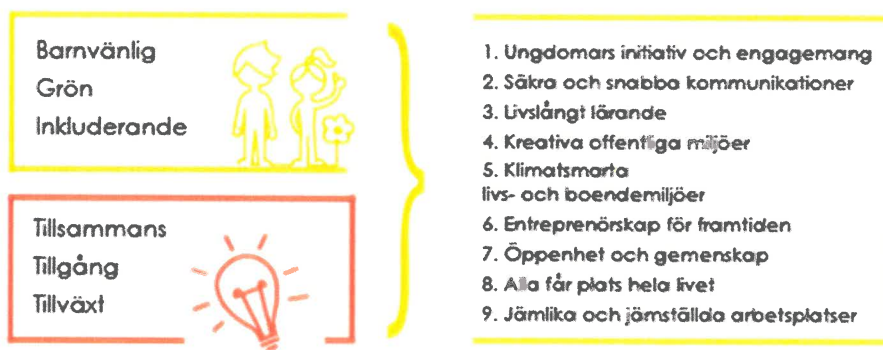 Barnvänlig
Grön
Inkluderande
Tillsammans
Tillgång
Tillväxt
1. Ungdomars initiativ och engagemang
2. Säkra och snabba kommunikationer
3. Livslångt lärande
4. Kreativa offentliga miljöer
5. Klimatsmarta
livs- och boendemiljöer
6. Entreprenörskap för framtiden
7. Öppenhet och gemenskap
8. Alla får plats hela livet
9. Jämlika och jämställda arbetsplatser